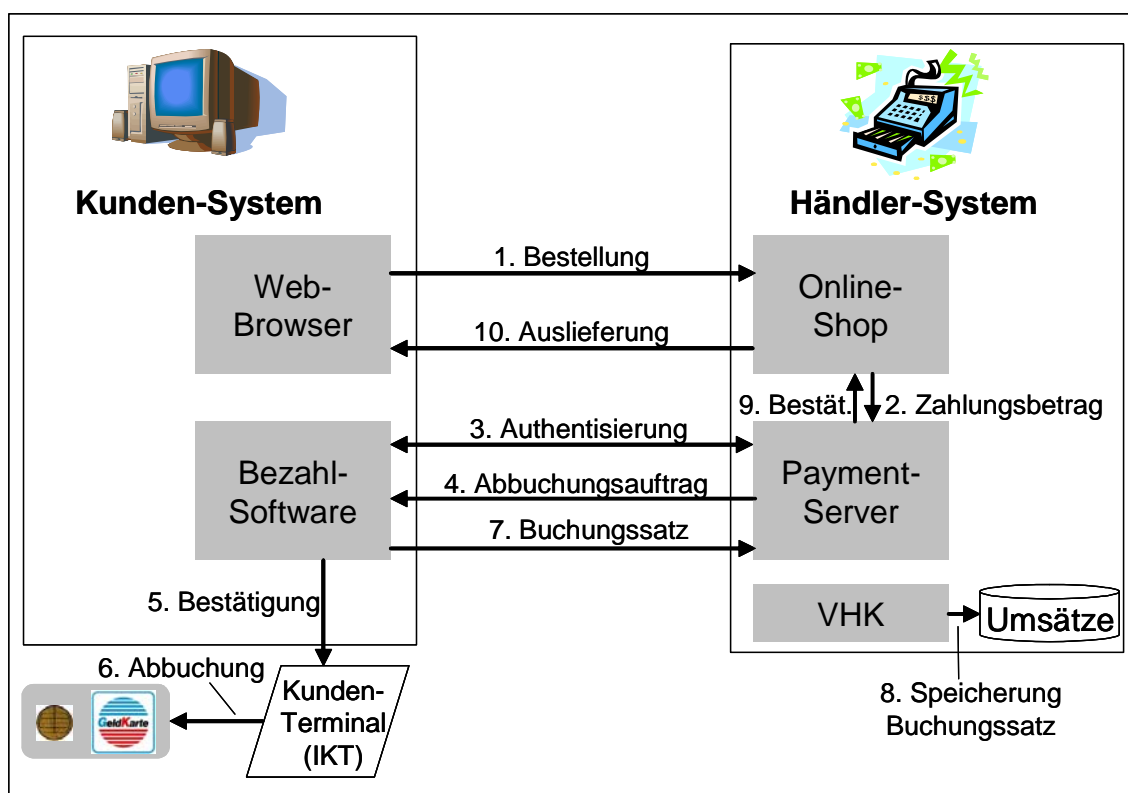 Kunden-System
Händler-System
$$$
1. Bestellung
Web-
Browser
Online-
Shop
10. Auslieferung
9. Bestät.
2. Zahlungsbetrag
3. Authentisierung
Bezahl-
Software
Payment-
Server
4. Abbuchungsauftrag
7. Buchungssatz
5. Bestätigung
VHK
Umsätze
6. Abbuchung
Kunden-
Terminal
(IKT)
GeldKarte
8. Speicherung
Buchungssatz